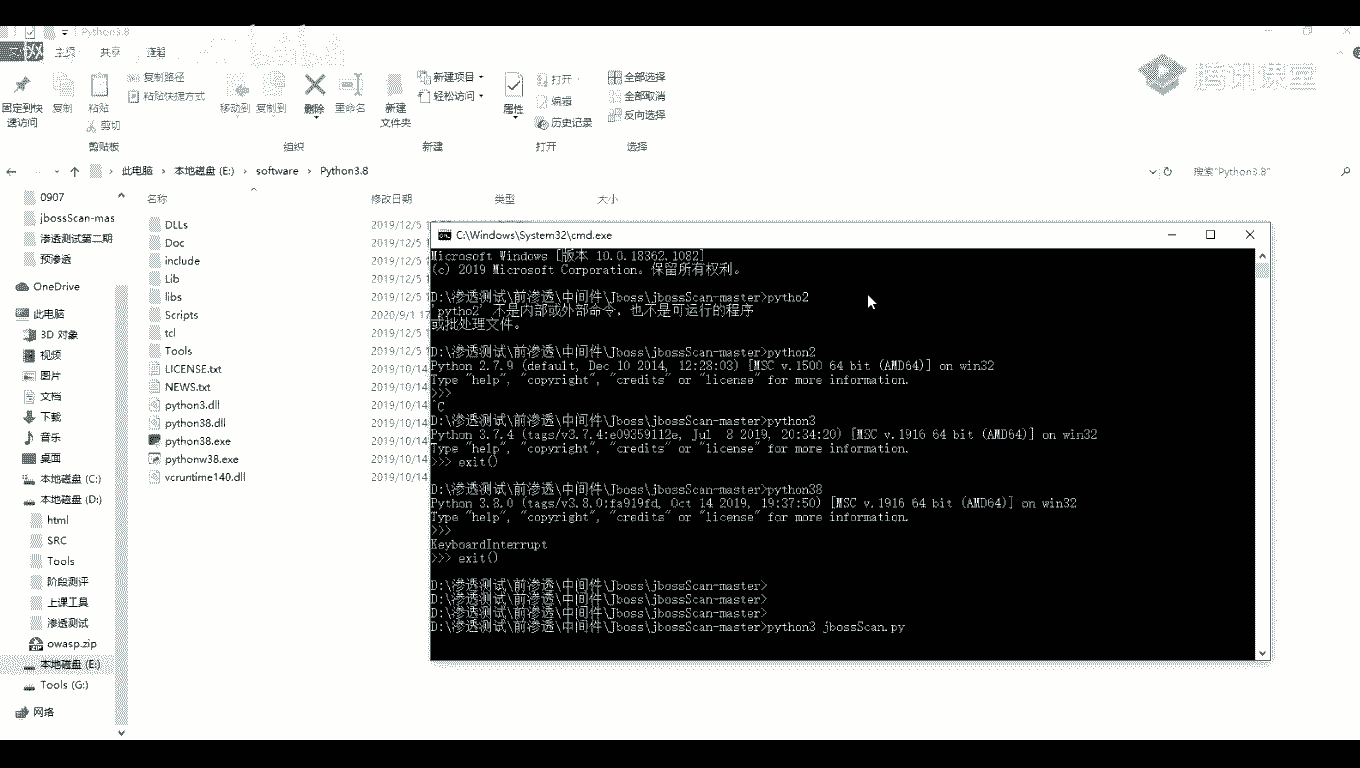 Python3.8
主页 共享 查看
固定到快速访问
复制
粘贴
复制路径
粘贴快捷方式
剪切
剪贴板
移动到
复制到
删除
重命名
组织
新建文件夹
新建项目
轻松访问
新建
属性
打开
编辑
历史记录
打开
全部选择
全部取消
反向选择
选择
腾讯课堂
此电脑 › 本地磁盘 (E:) › software › Python3.8
搜索"Python3.8"
0907
jbossScan-mas
渗透测试第二期
预渗透
OneDrive
此电脑
3D 对象
视频
图片
文档
下载
音乐
桌面
本地磁盘 (C:)
本地磁盘 (D:)
html
SRC
Tools
阶段测评
上课工具
渗透测试
owasp.zip
本地磁盘 (E:)
Tools (G:)
网络
名称 修改日期 类型 大小
DLLs 2019/12/5 1
Doc 2019/12/5 1
include 2019/12/5 1
Lib 2019/12/5 1
libs 2019/12/5 1
Scripts 2020/9/1 17
tcl 2019/12/5 1
Tools 2019/12/5 1
LICENSE.txt 2019/10/14
NEWS.txt 2019/10/14
python3.dll 2019/10/14
python38.dll 2019/10/14
python38.exe 2019/10/14
pythonw38.exe 2019/10/14
vcruntime140.dll 2019/10/14
C:\Windows\System32\cmd.exe
Microsoft Windows [版本 10.0.18362.1082]
(c) 2019 Microsoft Corporation。保留所有权利。
D:\渗透测试\前渗透\中间件\Jboss\jbossScan-master>pytho2
'pytho2' 不是内部或外部命令，也不是可运行的程序
或批处理文件。
D:\渗透测试\前渗透\中间件\Jboss\jbossScan-master>python2
Python 2.7.9 (default, Dec 10 2014, 12:28:03) [MSC v.1500 64 bit (AMD64)] on win32
Type "help", "copyright", "credits" or "license" for more information.
>>>
^C
D:\渗透测试\前渗透\中间件\Jboss\jbossScan-master>python3
Python 3.7.4 (tags/v3.7.4:e09359112e, Jul  8 2019, 20:34:20) [MSC v.1916 64 bit (AMD64)] on win32
Type "help", "copyright", "credits" or "license" for more information.
>>> exit()
D:\渗透测试\前渗透\中间件\Jboss\jbossScan-master>python38
Python 3.8.0 (tags/v3.8.0:fa919fd, Oct 14 2019, 19:37:50) [MSC v.1916 64 bit (AMD64)] on win32
Type "help", "copyright", "credits" or "license" for more information.
>>>
KeyboardInterrupt
>>> exit()
D:\渗透测试\前渗透\中间件\Jboss\jbossScan-master>
D:\渗透测试\前渗透\中间件\Jboss\jbossScan-master>
D:\渗透测试\前渗透\中间件\Jboss\jbossScan-master>
D:\渗透测试\前渗透\中间件\Jboss\jbossScan-master>python3 jbossScan.py